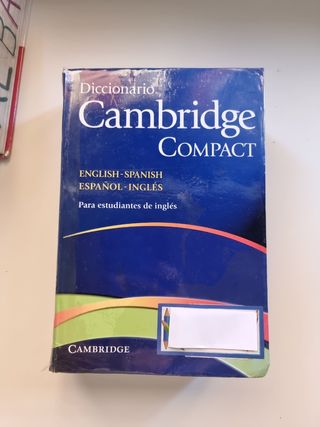 Diccionario
Cambridge
COMPACT
ENGLISH-SPANISH
ESPAÑOL-INGLÉS
Para estudiantes de inglés
CAMBRIDGE